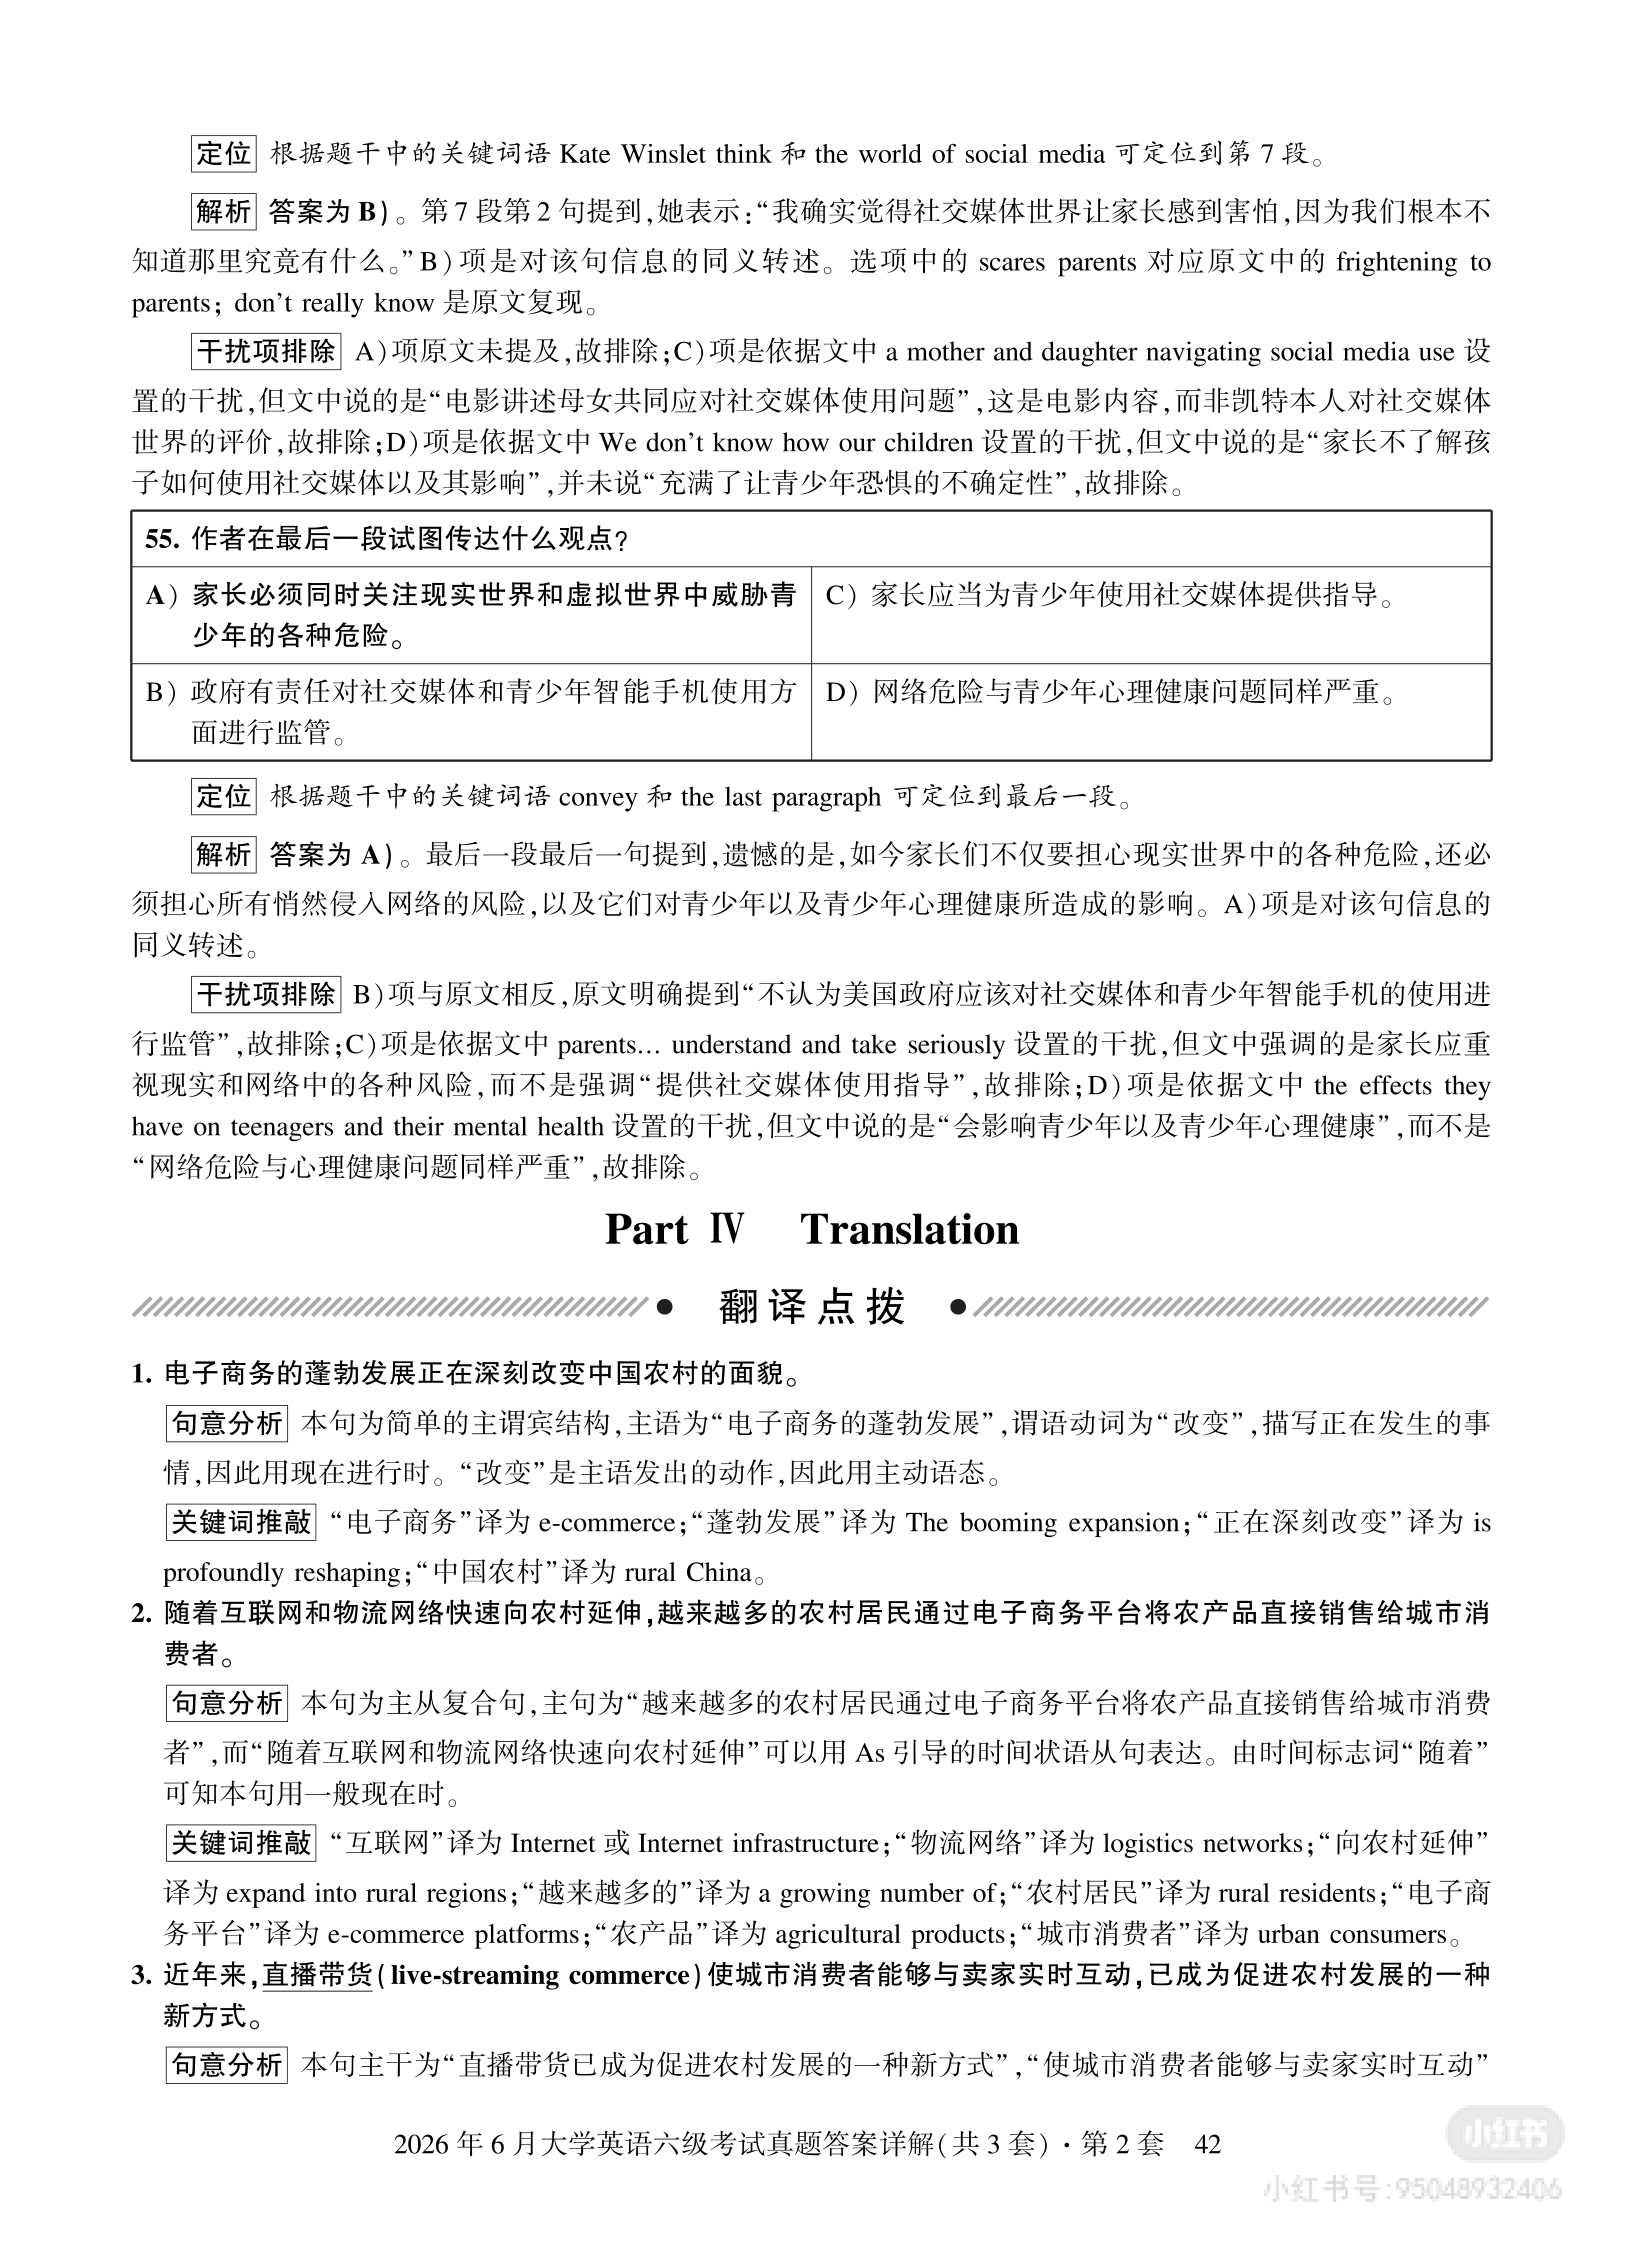 定位 根据题干中的关键词语 Kate Winslet think 和 the world of social media 可定位到第 7 段。
解析 答案为 B)。第 7 段第 2 句提到,她表示:“我确实觉得社交媒体世界让家长感到害怕,因为我们根本不
知道那里究竟有什么。”B)项是对该句信息的同义转述。选项中的 scares parents 对应原文中的 frightening to
parents; don't really know 是原文复现。
干扰项排除 A)项原文未提及,故排除;C)项是依据文中 a mother and daughter navigating social media use 设
置的干扰,但文中说的是“电影讲述母女共同应对社交媒体使用问题”,这是电影内容,而非凯特本人对社交媒体
世界的评价,故排除;D)项是依据文中 We don't know how our children 设置的干扰,但文中说的是“家长不了解孩
子如何使用社交媒体以及其影响”,并未说“充满了让青少年恐惧的不确定性”,故排除。
55. 作者在最后一段试图传达什么观点?
A) 家长必须同时关注现实世界和虚拟世界中威胁青
少年的各种危险。
C) 家长应当为青少年使用社交媒体提供指导。
B) 政府有责任对社交媒体和青少年智能手机使用方
面进行监管。
D) 网络危险与青少年心理健康问题同样严重。
定位 根据题干中的关键词语 convey 和 the last paragraph 可定位到最后一段。
解析 答案为 A)。最后一段最后一句提到,遗憾的是,如今家长们不仅要担心现实世界中的各种危险,还必
须担心所有悄然侵入网络的风险,以及它们对青少年以及青少年心理健康所造成的影响。A)项是对该句信息的
同义转述。
干扰项排除 B)项与原文相反,原文明确提到“不认为美国政府应该对社交媒体和青少年智能手机的使用进
行监管”,故排除;C)项是依据文中 parents… understand and take seriously 设置的干扰,但文中强调的是家长应重
视现实和网络中的各种风险,而不是强调“提供社交媒体使用指导”,故排除;D)项是依据文中 the effects they
have on teenagers and their mental health 设置的干扰,但文中说的是“会影响青少年以及青少年心理健康”,而不是
“网络危险与心理健康问题同样严重”,故排除。
Part Ⅳ Translation
翻译点拨
1. 电子商务的蓬勃发展正在深刻改变中国农村的面貌。
句意分析 本句为简单的主谓宾结构,主语为“电子商务的蓬勃发展”,谓语动词为“改变”,描写正在发生的事
情,因此用现在进行时。“改变”是主语发出的动作,因此用主动语态。
关键词推敲 “电子商务”译为 e-commerce;“蓬勃发展”译为 The booming expansion;“正在深刻改变”译为 is
profoundly reshaping;“中国农村”译为 rural China。
2. 随着互联网和物流网络快速向农村延伸,越来越多的农村居民通过电子商务平台将农产品直接销售给城市消
费者。
句意分析 本句为主从复合句,主句为“越来越多的农村居民通过电子商务平台将农产品直接销售给城市消费
者”,而“随着互联网和物流网络快速向农村延伸”可以用 As 引导的时间状语从句表达。由时间标志词“随着”
可知本句用一般现在时。
关键词推敲 “互联网”译为 Internet 或 Internet infrastructure;“物流网络”译为 logistics networks;“向农村延伸”
译为 expand into rural regions;“越来越多的”译为 a growing number of;“农村居民”译为 rural residents;“电子商
务平台”译为 e-commerce platforms;“农产品”译为 agricultural products;“城市消费者”译为 urban consumers。
3. 近年来,直播带货(live-streaming commerce)使城市消费者能够与卖家实时互动,已成为促进农村发展的一种
新方式。
句意分析 本句主干为“直播带货已成为促进农村发展的一种新方式”,“使城市消费者能够与卖家实时互动”
2026 年 6 月大学英语六级考试真题答案详解(共 3 套)·第 2 套 42
小红书
小红书号:95048932406